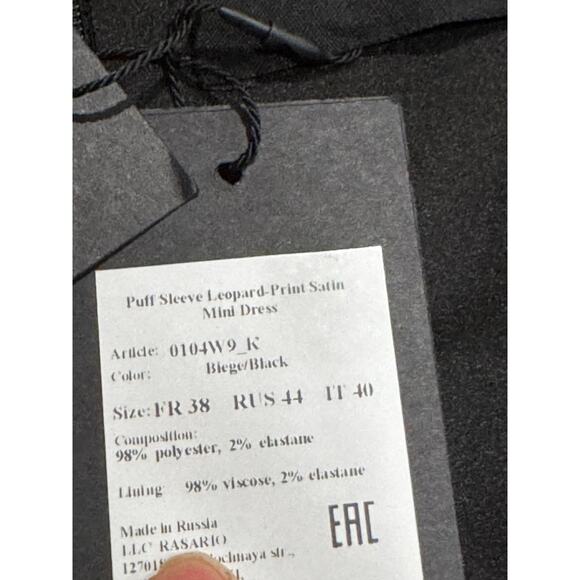 Puff Sleeve Leopard-Print Satin
Mini Dress
Article: 0104W9_K
Color: Biege/Black
Size: FR 38 RUS 44 IT 40
Composition:
98% polyester, 2% elastane
Lining: 98% viscose, 2% elastane
Made in Russia
LLC RASARIO
EAC